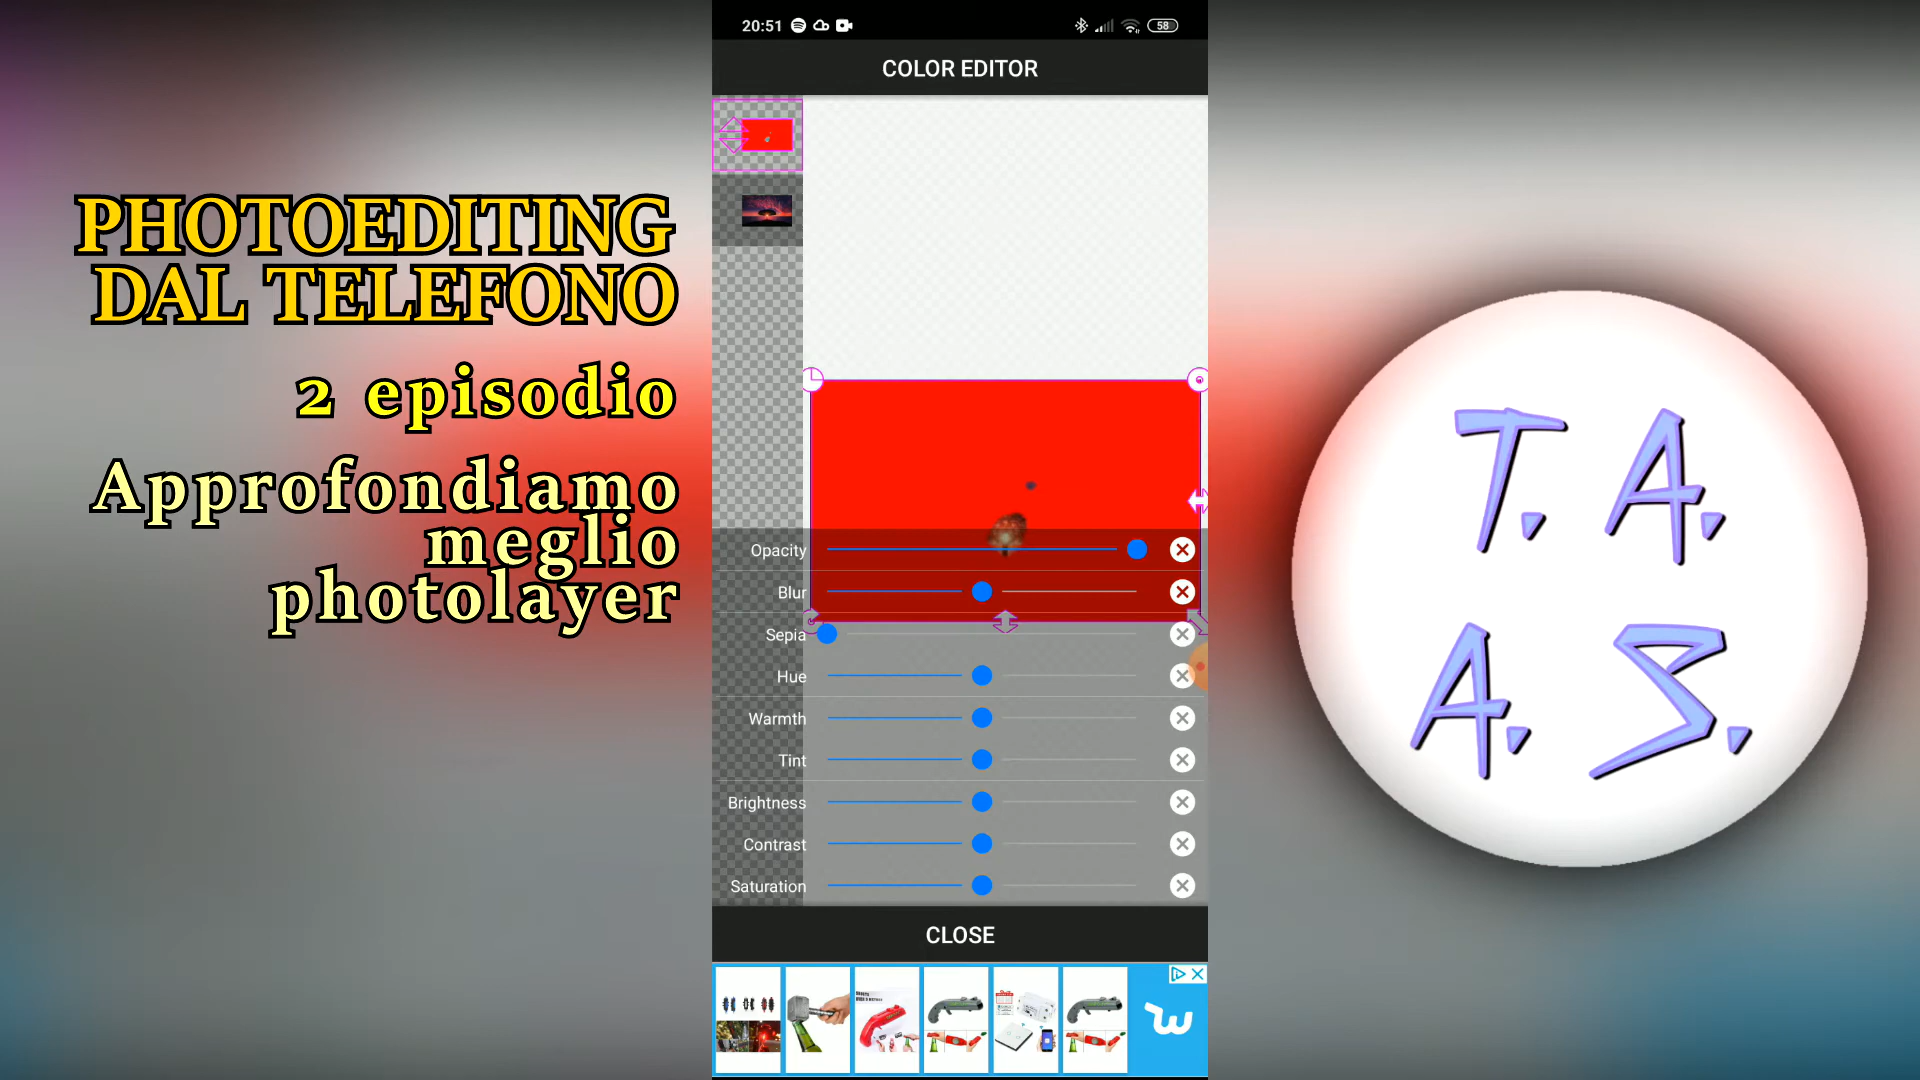 PHOTOEDITING
DAL TELEFONO
2 episodio
Approfondiamo
meglio
photolayer
20:51
58
COLOR EDITOR
Opacity
Blur
Sepia
Hue
Warmth
Tint
Brightness
Contrast
Saturation
CLOSE
T. A.
A. S.